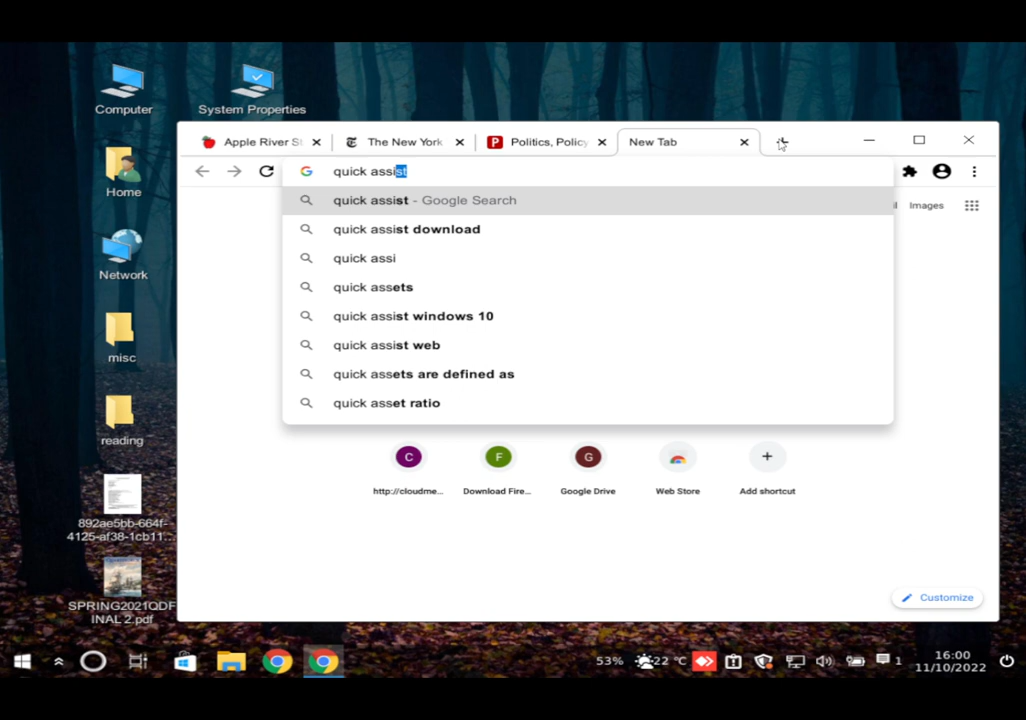 Computer
System Properties
Home
Network
misc
reading
892ae5bb-664f-
4125-af38-1cb11...
SPRING2021QDF
INAL 2.pdf
Apple River St
The New York
Politics, Policy
New Tab
quick assist
quick assist - Google Search
Images
quick assist download
quick assi
quick assets
quick assist windows 10
quick assist web
quick assets are defined as
quick asset ratio
C
F
G
http://cloudme...
Download Fire...
Google Drive
Web Store
Add shortcut
Customize
53%
22 °C
1
16:00
11/10/2022